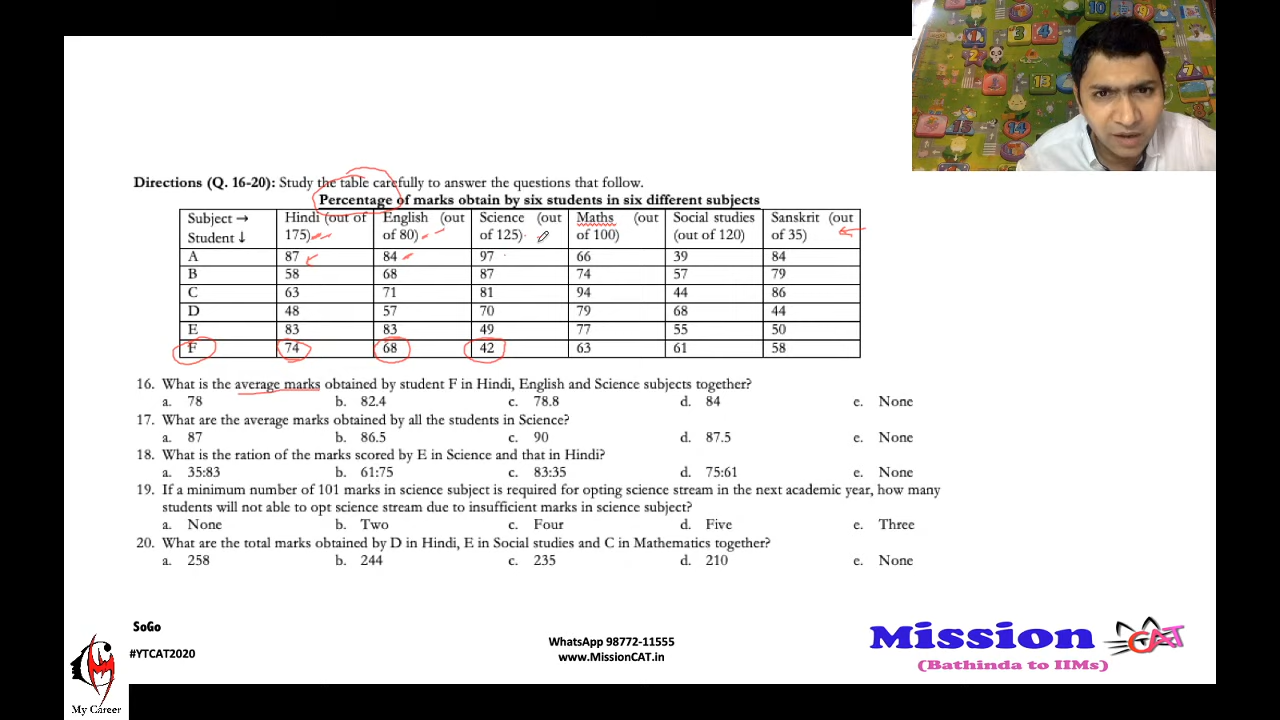 Directions (Q. 16-20): Study the table carefully to answer the questions that follow.
Percentage of marks obtain by six students in six different subjects
Subject → Hindi (out of 175) English (out of 80) Science (out of 125) Maths (out of 100) Social studies (out of 120) Sanskrit (out of 35)
Student ↓
A 87 84 97 66 39 84
B 58 68 87 74 57 79
C 63 71 81 94 44 86
D 48 57 70 79 68 44
E 83 83 49 77 55 50
F 74 68 42 63 61 58
16. What is the average marks obtained by student F in Hindi, English and Science subjects together?
a. 78 b. 82.4 c. 78.8 d. 84 e. None
17. What are the average marks obtained by all the students in Science?
a. 87 b. 86.5 c. 90 d. 87.5 e. None
18. What is the ration of the marks scored by E in Science and that in Hindi?
a. 35:83 b. 61:75 c. 83:35 d. 75:61 e. None
19. If a minimum number of 101 marks in science subject is required for opting science stream in the next academic year, how many
students will not able to opt science stream due to insufficient marks in science subject?
a. None b. Two c. Four d. Five e. Three
20. What are the total marks obtained by D in Hindi, E in Social studies and C in Mathematics together?
a. 258 b. 244 c. 235 d. 210 e. None
SoGo
#YTCAT2020
My Career
WhatsApp 98772-11555
www.MissionCAT.in
Mission CAT
(Bathinda to IIMs)